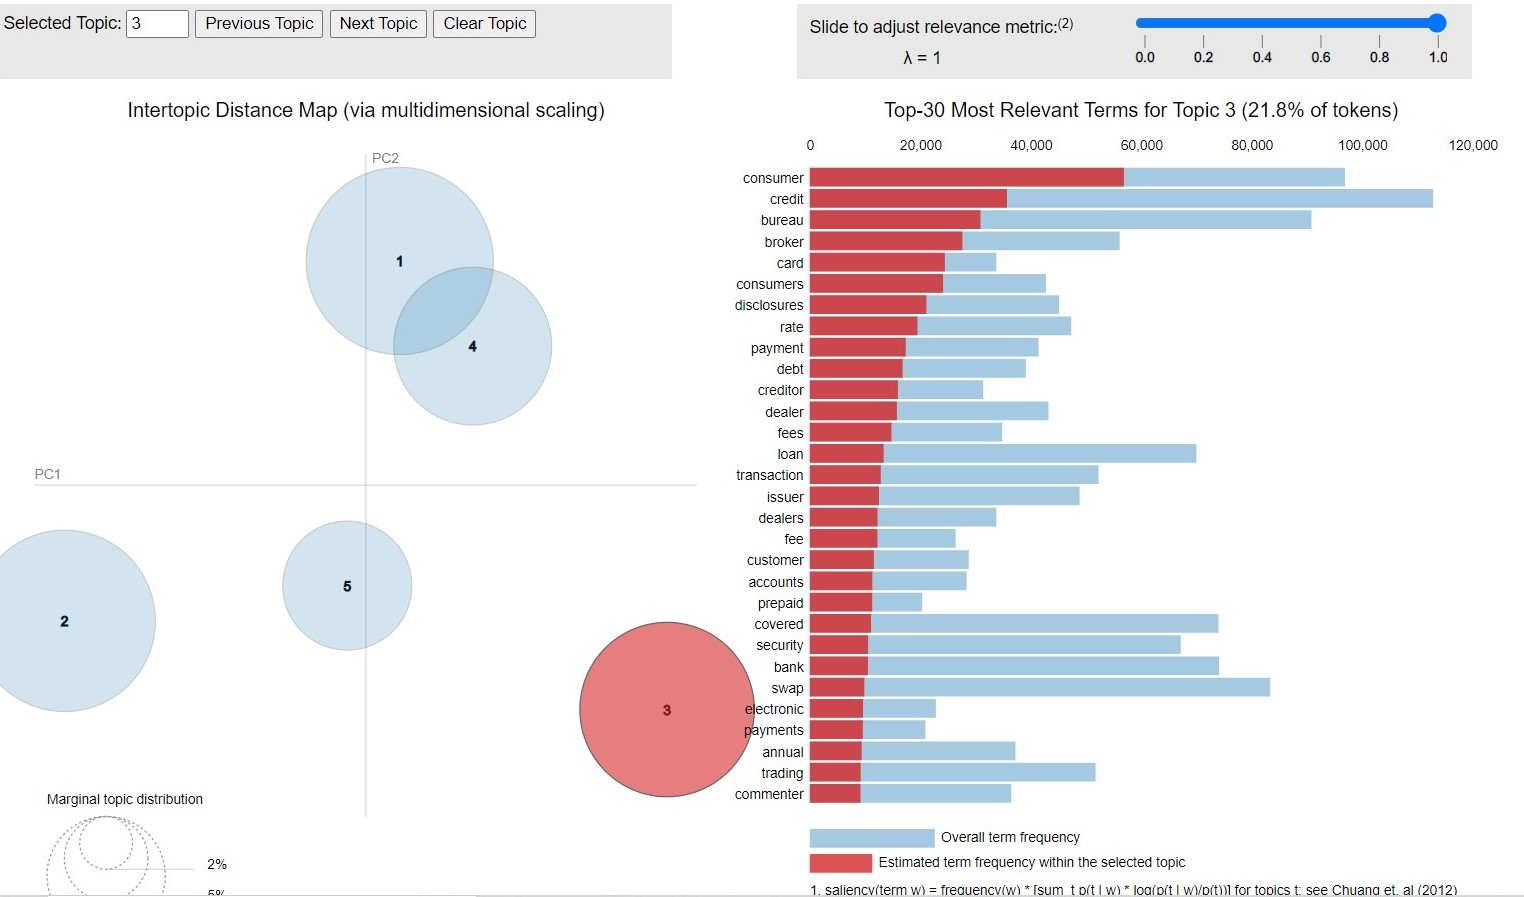 Selected Topic: 3 Previous Topic Next Topic Clear Topic
Slide to adjust relevance metric:(2)
λ = 1
0.0 0.2 0.4 0.6 0.8 1.0
Intertopic Distance Map (via multidimensional scaling)
PC2
PC1
1
4
5
2
3
Marginal topic distribution
2%
5%
Top-30 Most Relevant Terms for Topic 3 (21.8% of tokens)
0 20,000 40,000 60,000 80,000 100,000 120,000
consumer
credit
bureau
broker
card
consumers
disclosures
rate
payment
debt
creditor
dealer
fees
loan
transaction
issuer
dealers
fee
customer
accounts
prepaid
covered
security
bank
swap
electronic
payments
annual
trading
commenter
Overall term frequency
Estimated term frequency within the selected topic
1. saliency(term w) = frequency(w) * [sum_t p(t | w) * log(p(t | w)/p(t))] for topics t; see Chuang et. al (2012)